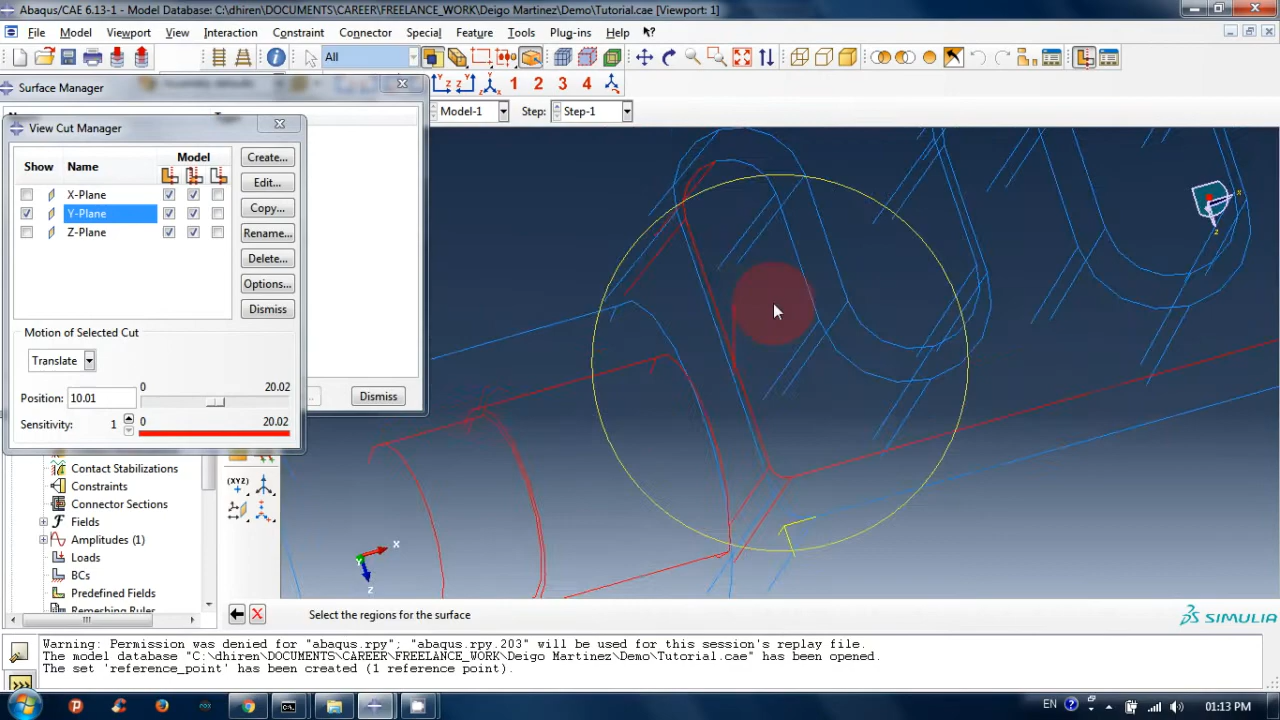 Abaqus/CAE 6.13-1 - Model Database: C:\dhiren\DOCUMENTS\CAREER\FREELANCE_WORK\Deigo Martinez\Demo\Tutorial.cae [Viewport: 1]
File Model Viewport View Interaction Constraint Connector Special Feature Tools Plug-ins Help
All
Surface Manager
1 2 3 4
Model-1 Step: Step-1
View Cut Manager
Show Name Model
Create...
X-Plane
Edit...
Y-Plane
Copy...
Z-Plane
Rename...
Delete...
Options...
Dismiss
Motion of Selected Cut
Translate
0 20.02
Position: 10.01
Dismiss
0 20.02
Sensitivity: 1
Contact Stabilizations
Constraints
Connector Sections
Fields
Amplitudes (1)
Loads
BCs
Predefined Fields
Remeshing Ruler
(XYZ)
X
Y
Z
X
Z
Select the regions for the surface
SIMULIA
Warning: Permission was denied for "abaqus.rpy"; "abaqus.rpy.203" will be used for this session's replay file.
The model database "C:\dhiren\DOCUMENTS\CAREER\FREELANCE_WORK\Deigo Martinez\Demo\Tutorial.cae" has been opened.
The set 'reference_point' has been created (1 reference point).
>>>
EN
01:13 PM